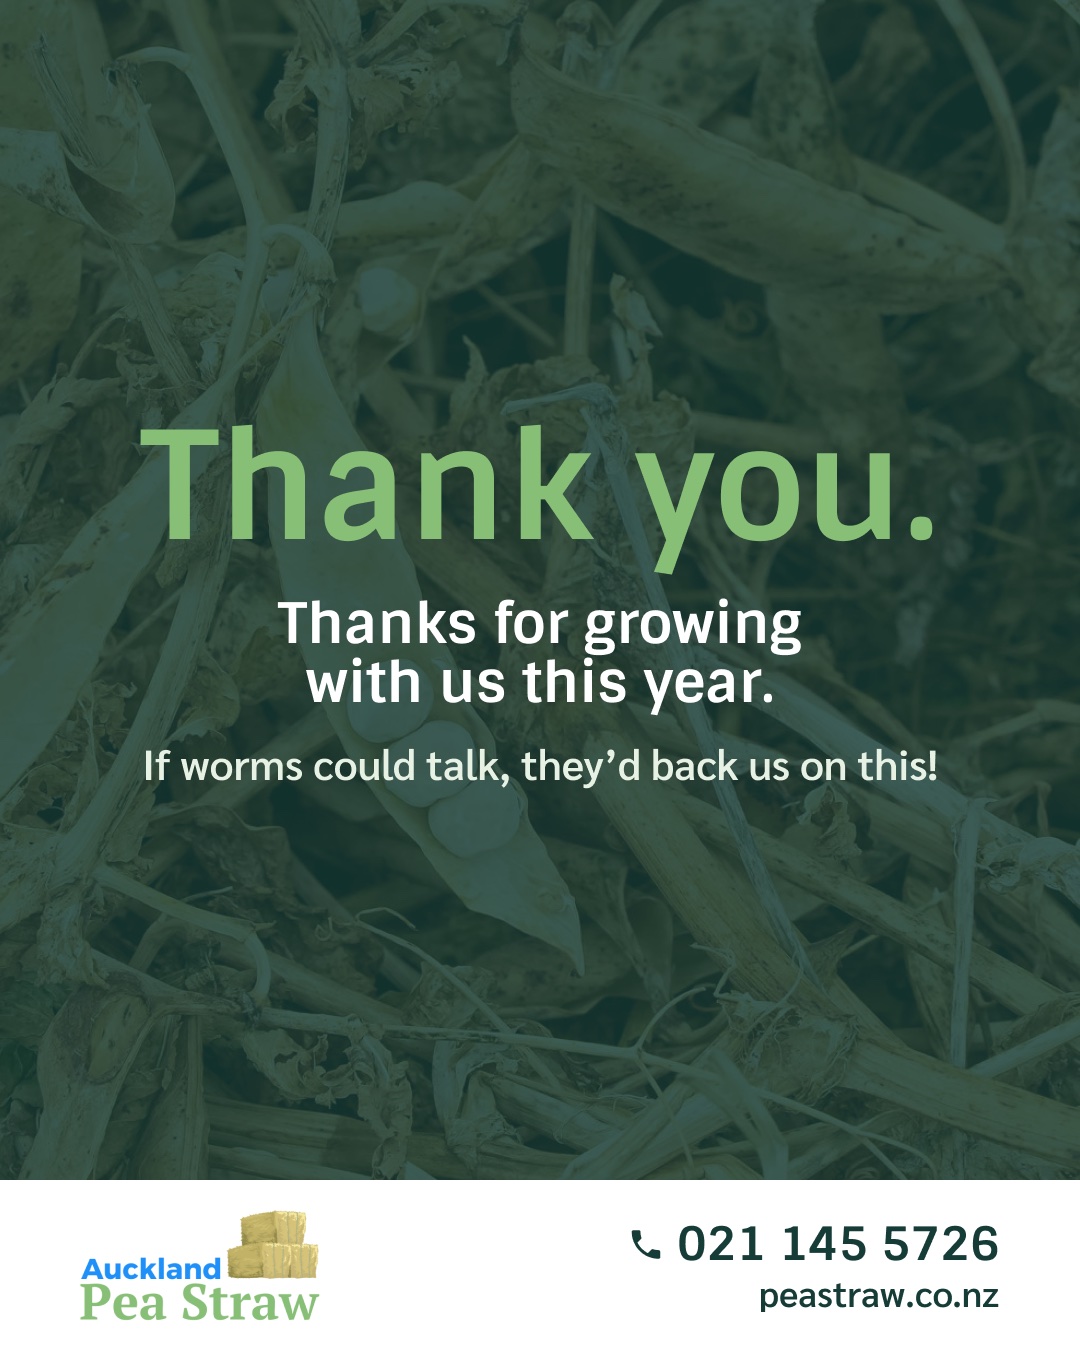 Thank you.
Thanks for growing
with us this year.
If worms could talk, they’d back us on this!
Auckland
Pea Straw
021 145 5726
peastraw.co.nz